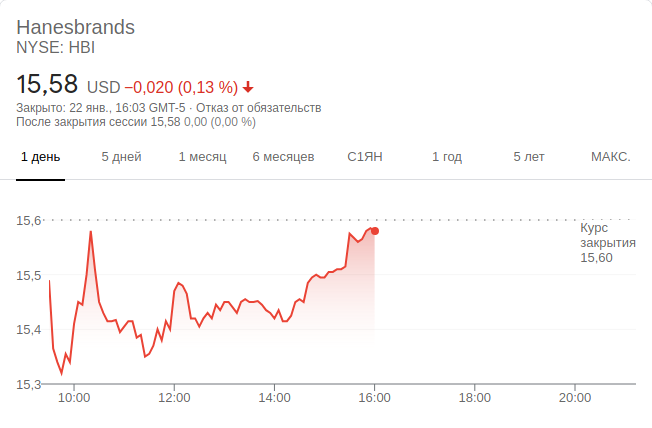 Hanesbrands
NYSE: HBI
15,58 USD −0,020 (0,13 %)
Закрыто: 22 янв., 16:03 GMT-5 · Отказ от обязательств
После закрытия сессии 15,58 0,00 (0,00 %)
1 день 5 дней 1 месяц 6 месяцев С1ЯН 1 год 5 лет МАКС.
15,6
Курс
закрытия
15,60
15,5
15,4
15,3
10:00 12:00 14:00 16:00 18:00 20:00